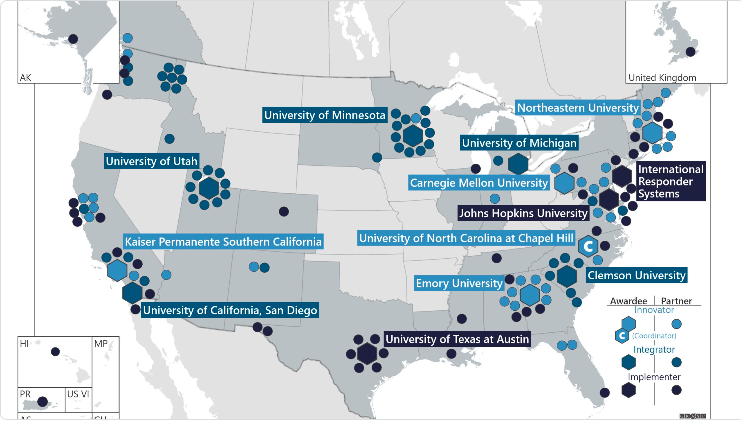 AK
United Kingdom
University of Minnesota
Northeastern University
University of Michigan
University of Utah
Carnegie Mellon University
International
Responder
Systems
Johns Hopkins University
Kaiser Permanente Southern California
University of North Carolina at Chapel Hill
C
Emory University
Clemson University
University of California, San Diego
University of Texas at Austin
Awardee
Partner
Innovator
C
(Coordinator)
Integrator
Implementer
HI
MP
PR
US VI